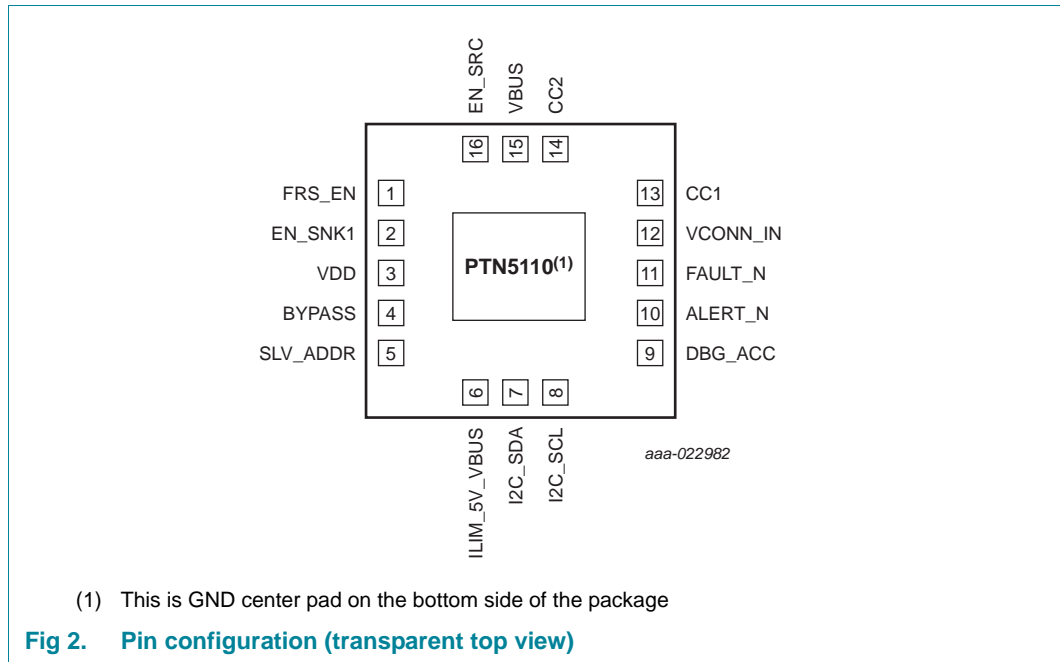 EN_SRC
VBUS
CC2
16
15
14
FRS_EN 1
EN_SNK1 2
VDD 3
BYPASS 4
SLV_ADDR 5
PTN5110(1)
13 CC1
12 VCONN_IN
11 FAULT_N
10 ALERT_N
9 DBG_ACC
6
7
8
ILIM_5V_VBUS
I2C_SDA
I2C_SCL
aaa-022982
(1) This is GND center pad on the bottom side of the package
Fig 2. Pin configuration (transparent top view)